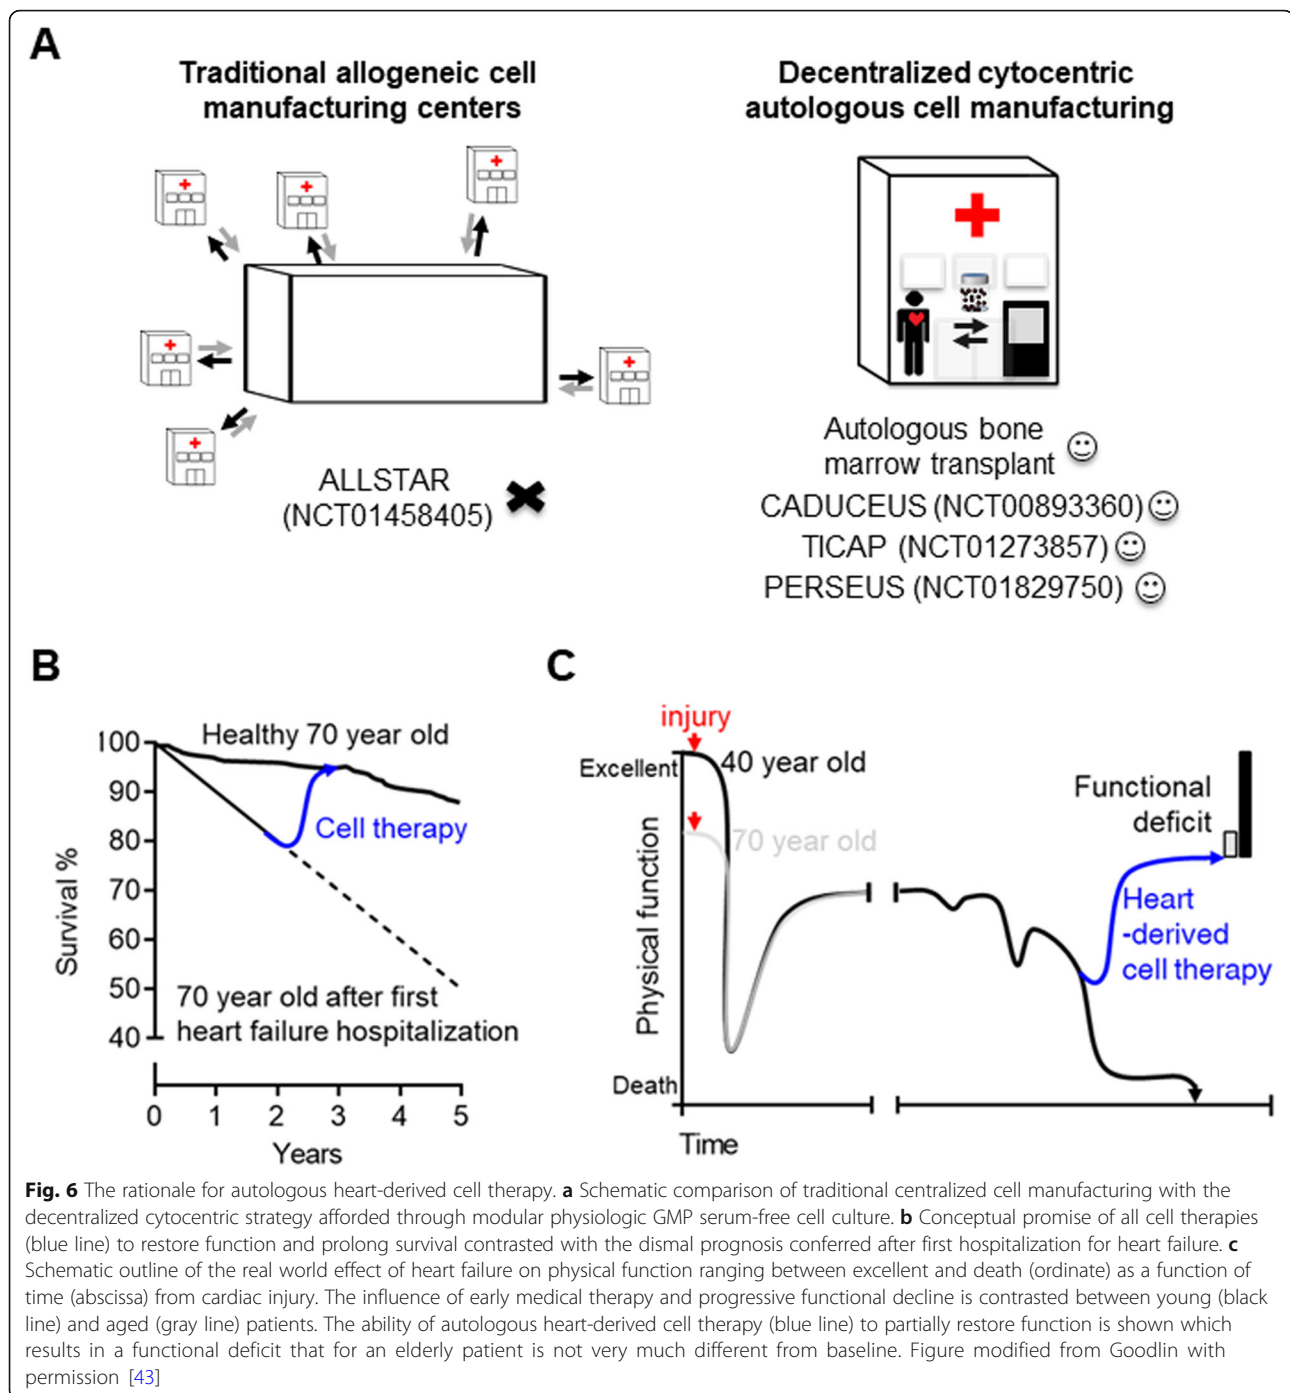 A
Traditional allogeneic cell
manufacturing centers
ALLSTAR
(NCT01458405)
Decentralized cytocentric
autologous cell manufacturing
Autologous bone
marrow transplant
CADUCEUS (NCT00893360)
TICAP (NCT01273857)
PERSEUS (NCT01829750)
B
Survival %
100
90
80
70
60
50
40
Healthy 70 year old
Cell therapy
70 year old after first
heart failure hospitalization
0 1 2 3 4 5
Years
C
injury
Excellent
40 year old
70 year old
Physical function
Functional
deficit
Heart
-derived
cell therapy
Death
Time
Fig. 6 The rationale for autologous heart-derived cell therapy. a Schematic comparison of traditional centralized cell manufacturing with the
decentralized cytocentric strategy afforded through modular physiologic GMP serum-free cell culture. b Conceptual promise of all cell therapies
(blue line) to restore function and prolong survival contrasted with the dismal prognosis conferred after first hospitalization for heart failure. c
Schematic outline of the real world effect of heart failure on physical function ranging between excellent and death (ordinate) as a function of
time (abscissa) from cardiac injury. The influence of early medical therapy and progressive functional decline is contrasted between young (black
line) and aged (gray line) patients. The ability of autologous heart-derived cell therapy (blue line) to partially restore function is shown which
results in a functional deficit that for an elderly patient is not very much different from baseline. Figure modified from Goodlin with
permission [43]